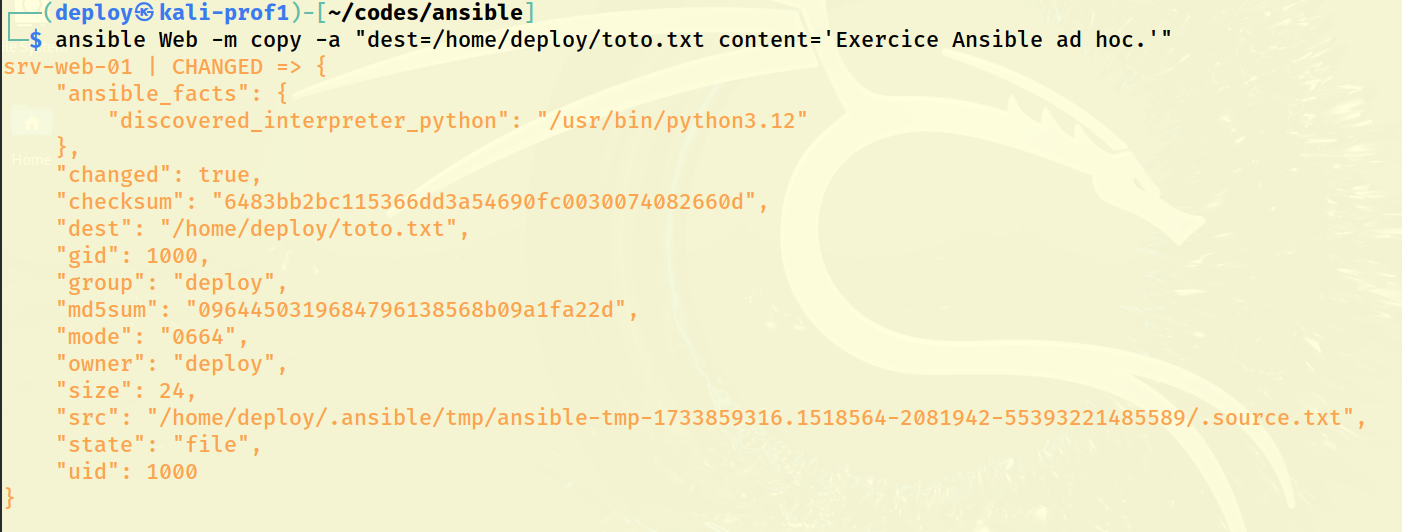 ┌──(deploy㉿kali-prof1)-[~/codes/ansible]
└─$ ansible Web -m copy -a "dest=/home/deploy/toto.txt content='Exercice Ansible ad hoc.'"
srv-web-01 | CHANGED => {
    "ansible_facts": {
        "discovered_interpreter_python": "/usr/bin/python3.12"
    },
Home
    "changed": true,
    "checksum": "6483bb2bc115366dd3a54690fc0030074082660d",
    "dest": "/home/deploy/toto.txt",
    "gid": 1000,
    "group": "deploy",
    "md5sum": "0964450319684796138568b09a1fa22d",
    "mode": "0664",
    "owner": "deploy",
    "size": 24,
    "src": "/home/deploy/.ansible/tmp/ansible-tmp-1733859316.1518564-2081942-55393221485589/.source.txt",
    "state": "file",
    "uid": 1000
}